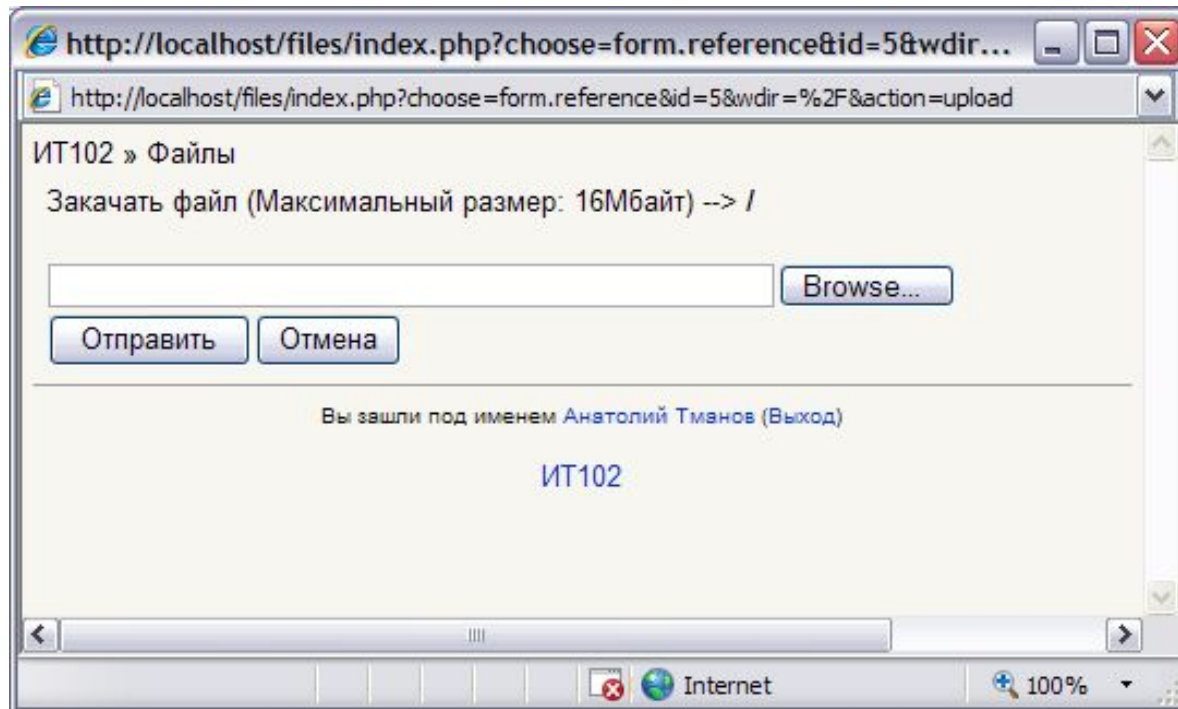 http://localhost/files/index.php?choose=form.reference&id=5&wdir...
http://localhost/files/index.php?choose=form.reference&id=5&wdir=%2F&action=upload
ИТ102 » Файлы
Закачать файл (Максимальный размер: 16Мбайт) --> /
Browse...
Отправить Отмена
Вы зашли под именем Анатолий Тманов (Выход)
ИТ102
Internet 100%